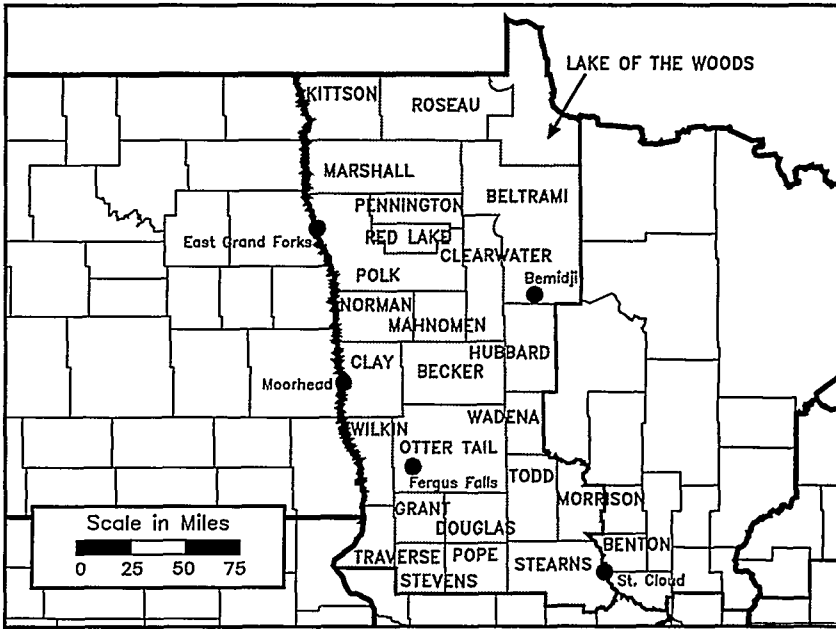 LAKE OF THE WOODS
KITTSON
ROSEAU
MARSHALL
BELTRAMI
PENNINGTON
East Grand Forks
RED LAKE
CLEARWATER
POLK
Bemidji
NORMAN
MAHNOMEN
HUBBARD
CLAY
BECKER
Moorhead
WADENA
WILKIN
OTTER TAIL
Fergus Falls
TODD
MORRISON
GRANT
DOUGLAS
Scale in Miles
0 25 50 75
BENTON
TRAVERSE
POPE
STEARNS
STEVENS
St. Cloud